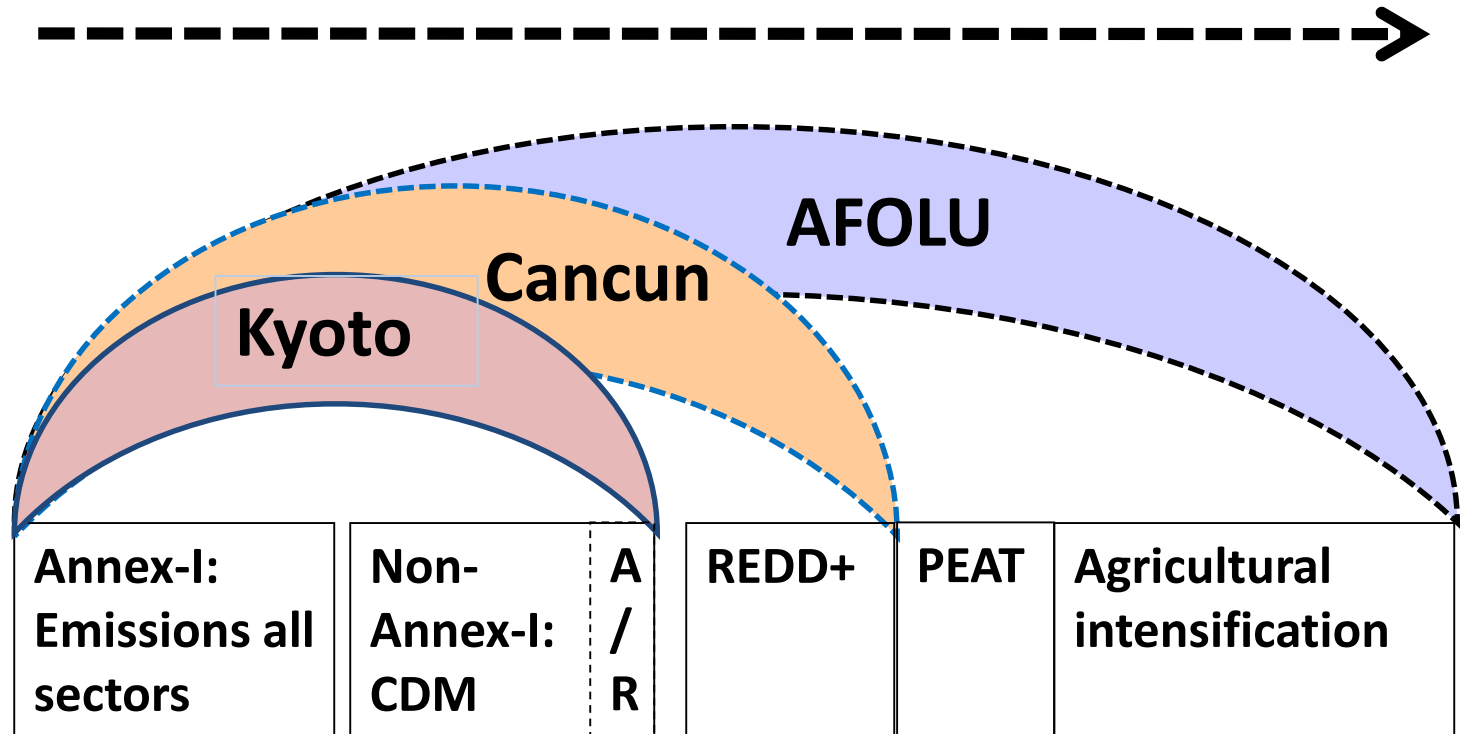 AFOLU
Cancun
Kyoto
Annex-I:
Emissions all
sectors
Non-
Annex-I:
CDM
A
/
R
REDD+
PEAT
Agricultural
intensification